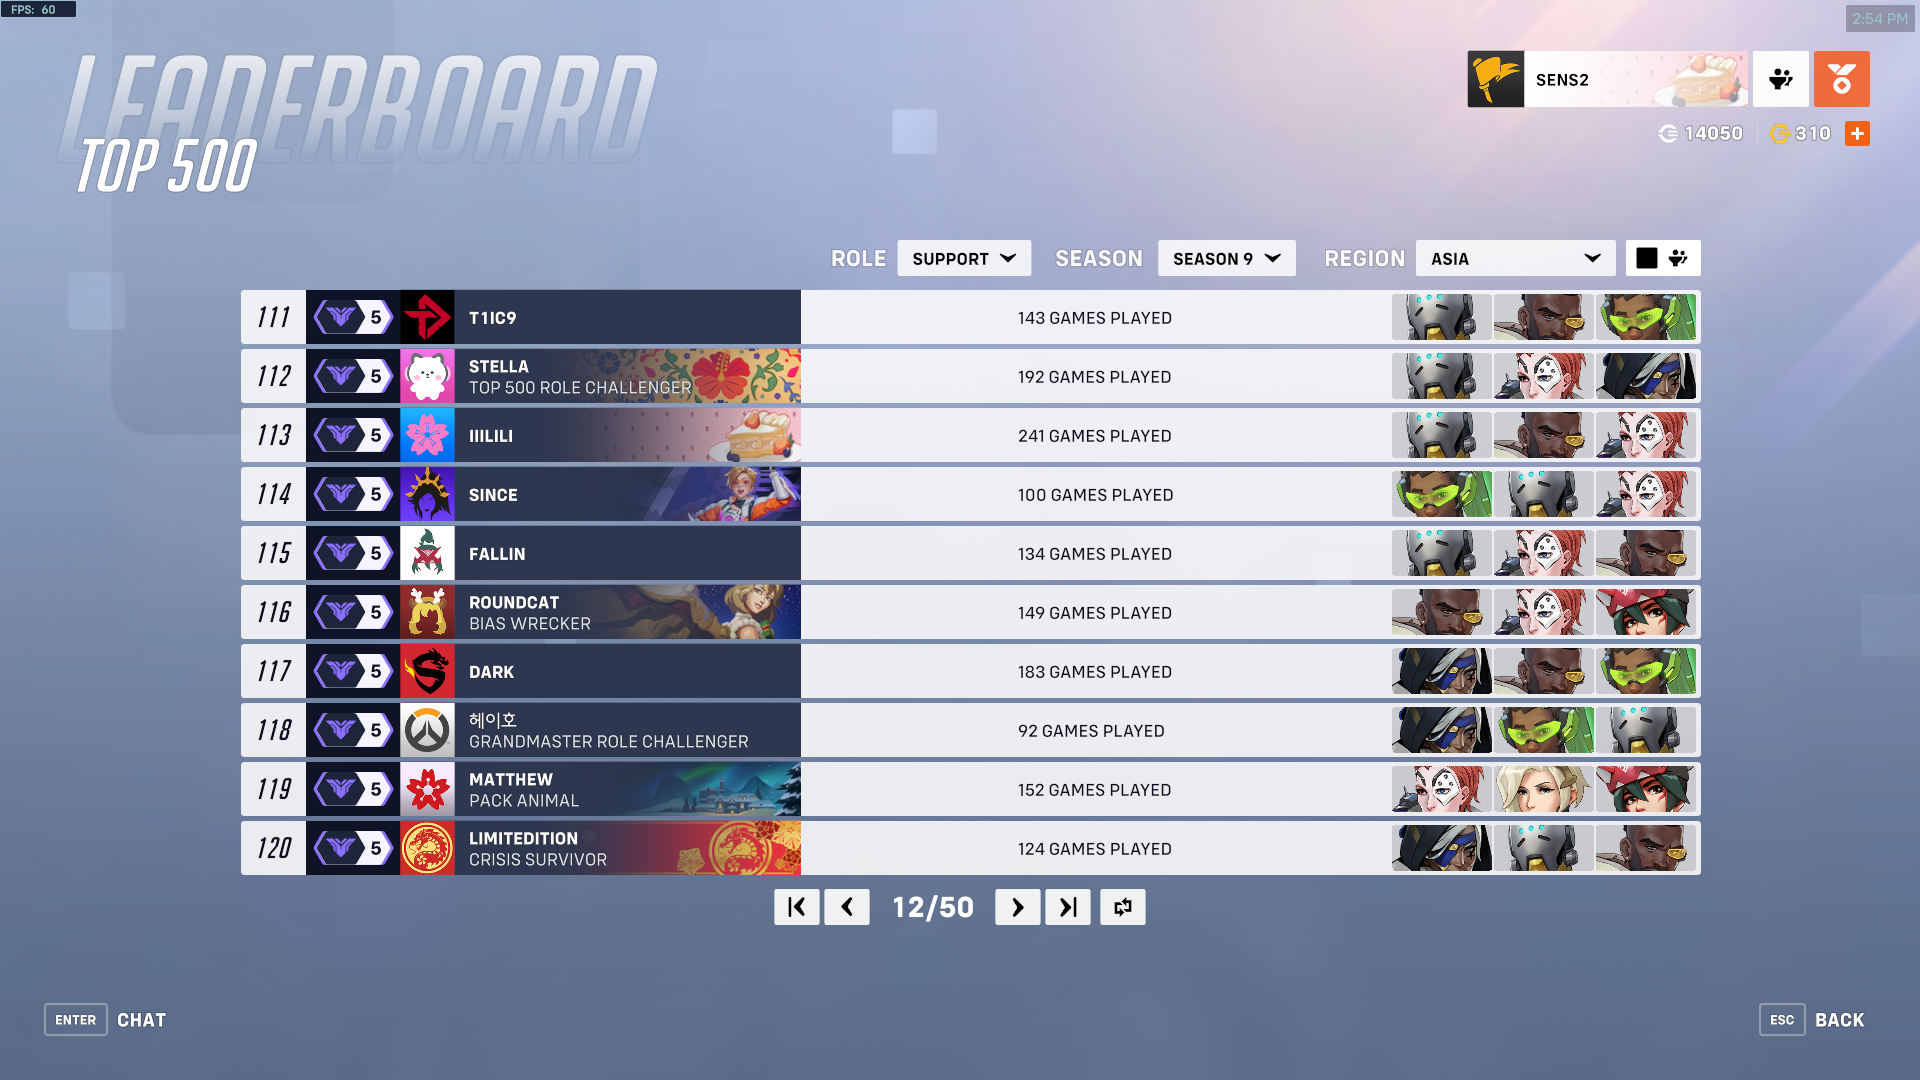 FPS: 60
2:54 PM
LEADERBOARD
TOP 500
SENS2
14050
310
ROLE SUPPORT SEASON SEASON 9 REGION ASIA
111 5 T1IC9 143 GAMES PLAYED
112 5 STELLA 192 GAMES PLAYED
TOP 500 ROLE CHALLENGER
113 5 IIILILI 241 GAMES PLAYED
114 5 SINCE 100 GAMES PLAYED
115 5 FALLIN 134 GAMES PLAYED
116 5 ROUNDCAT 149 GAMES PLAYED
BIAS WRECKER
117 5 DARK 183 GAMES PLAYED
118 5 헤이호 92 GAMES PLAYED
GRANDMASTER ROLE CHALLENGER
119 5 MATTHEW 152 GAMES PLAYED
PACK ANIMAL
120 5 LIMITEDITION 124 GAMES PLAYED
CRISIS SURVIVOR
12/50
ENTER CHAT
ESC BACK